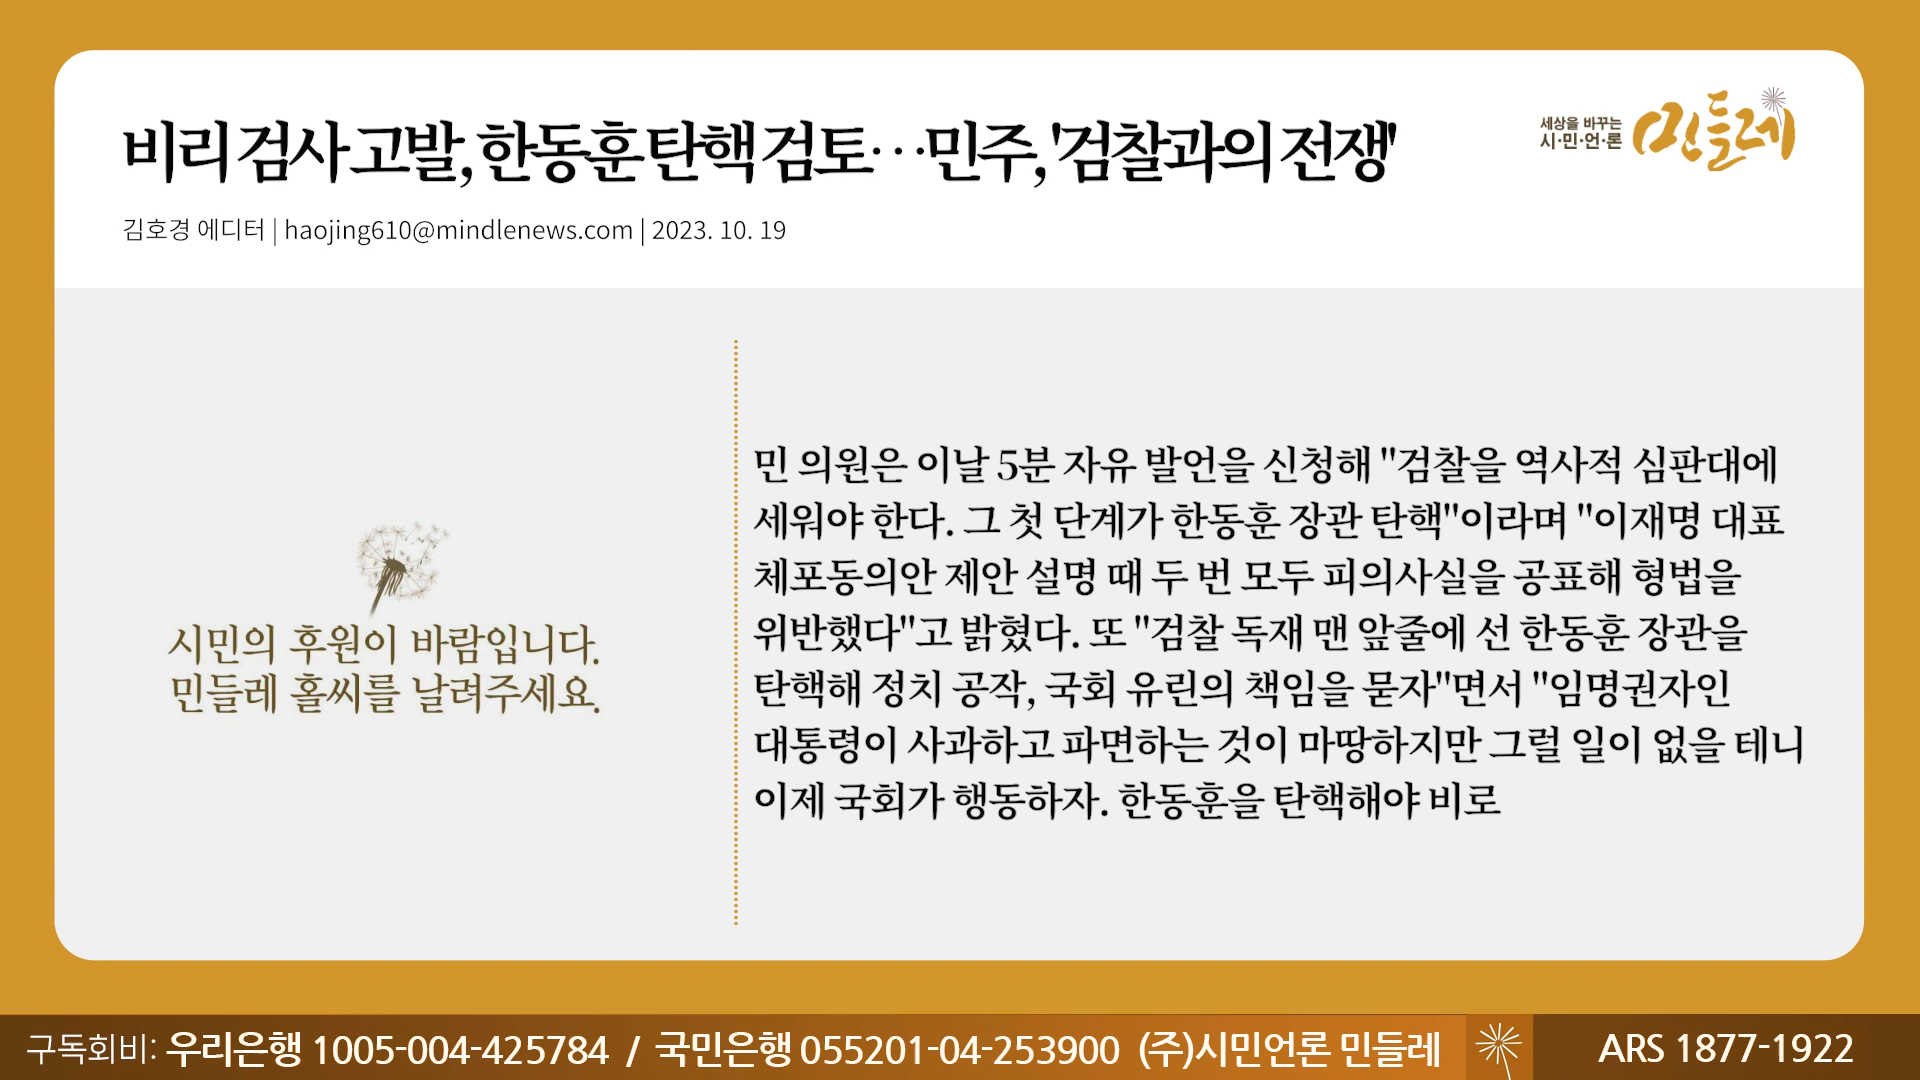 비리 검사 고발, 한동훈 탄핵 검토…민주, '검찰과의 전쟁'
세상을 바꾸는
시·민·언·론
민들레
김호경 에디터 | haojing610@mindlenews.com | 2023. 10. 19
시민의 후원이 바람입니다.
민들레 홀씨를 날려주세요.
민 의원은 이날 5분 자유 발언을 신청해 "검찰을 역사적 심판대에
세워야 한다. 그 첫 단계가 한동훈 장관 탄핵"이라며 "이재명 대표
체포동의안 제안 설명 때 두 번 모두 피의사실을 공표해 형법을
위반했다"고 밝혔다. 또 "검찰 독재 맨 앞줄에 선 한동훈 장관을
탄핵해 정치 공작, 국회 유린의 책임을 묻자"면서 "임명권자인
대통령이 사과하고 파면하는 것이 마땅하지만 그럴 일이 없을 테니
이제 국회가 행동하자. 한동훈을 탄핵해야 비로
구독회비: 우리은행 1005-004-425784 / 국민은행 055201-04-253900 (주)시민언론 민들레
ARS 1877-1922